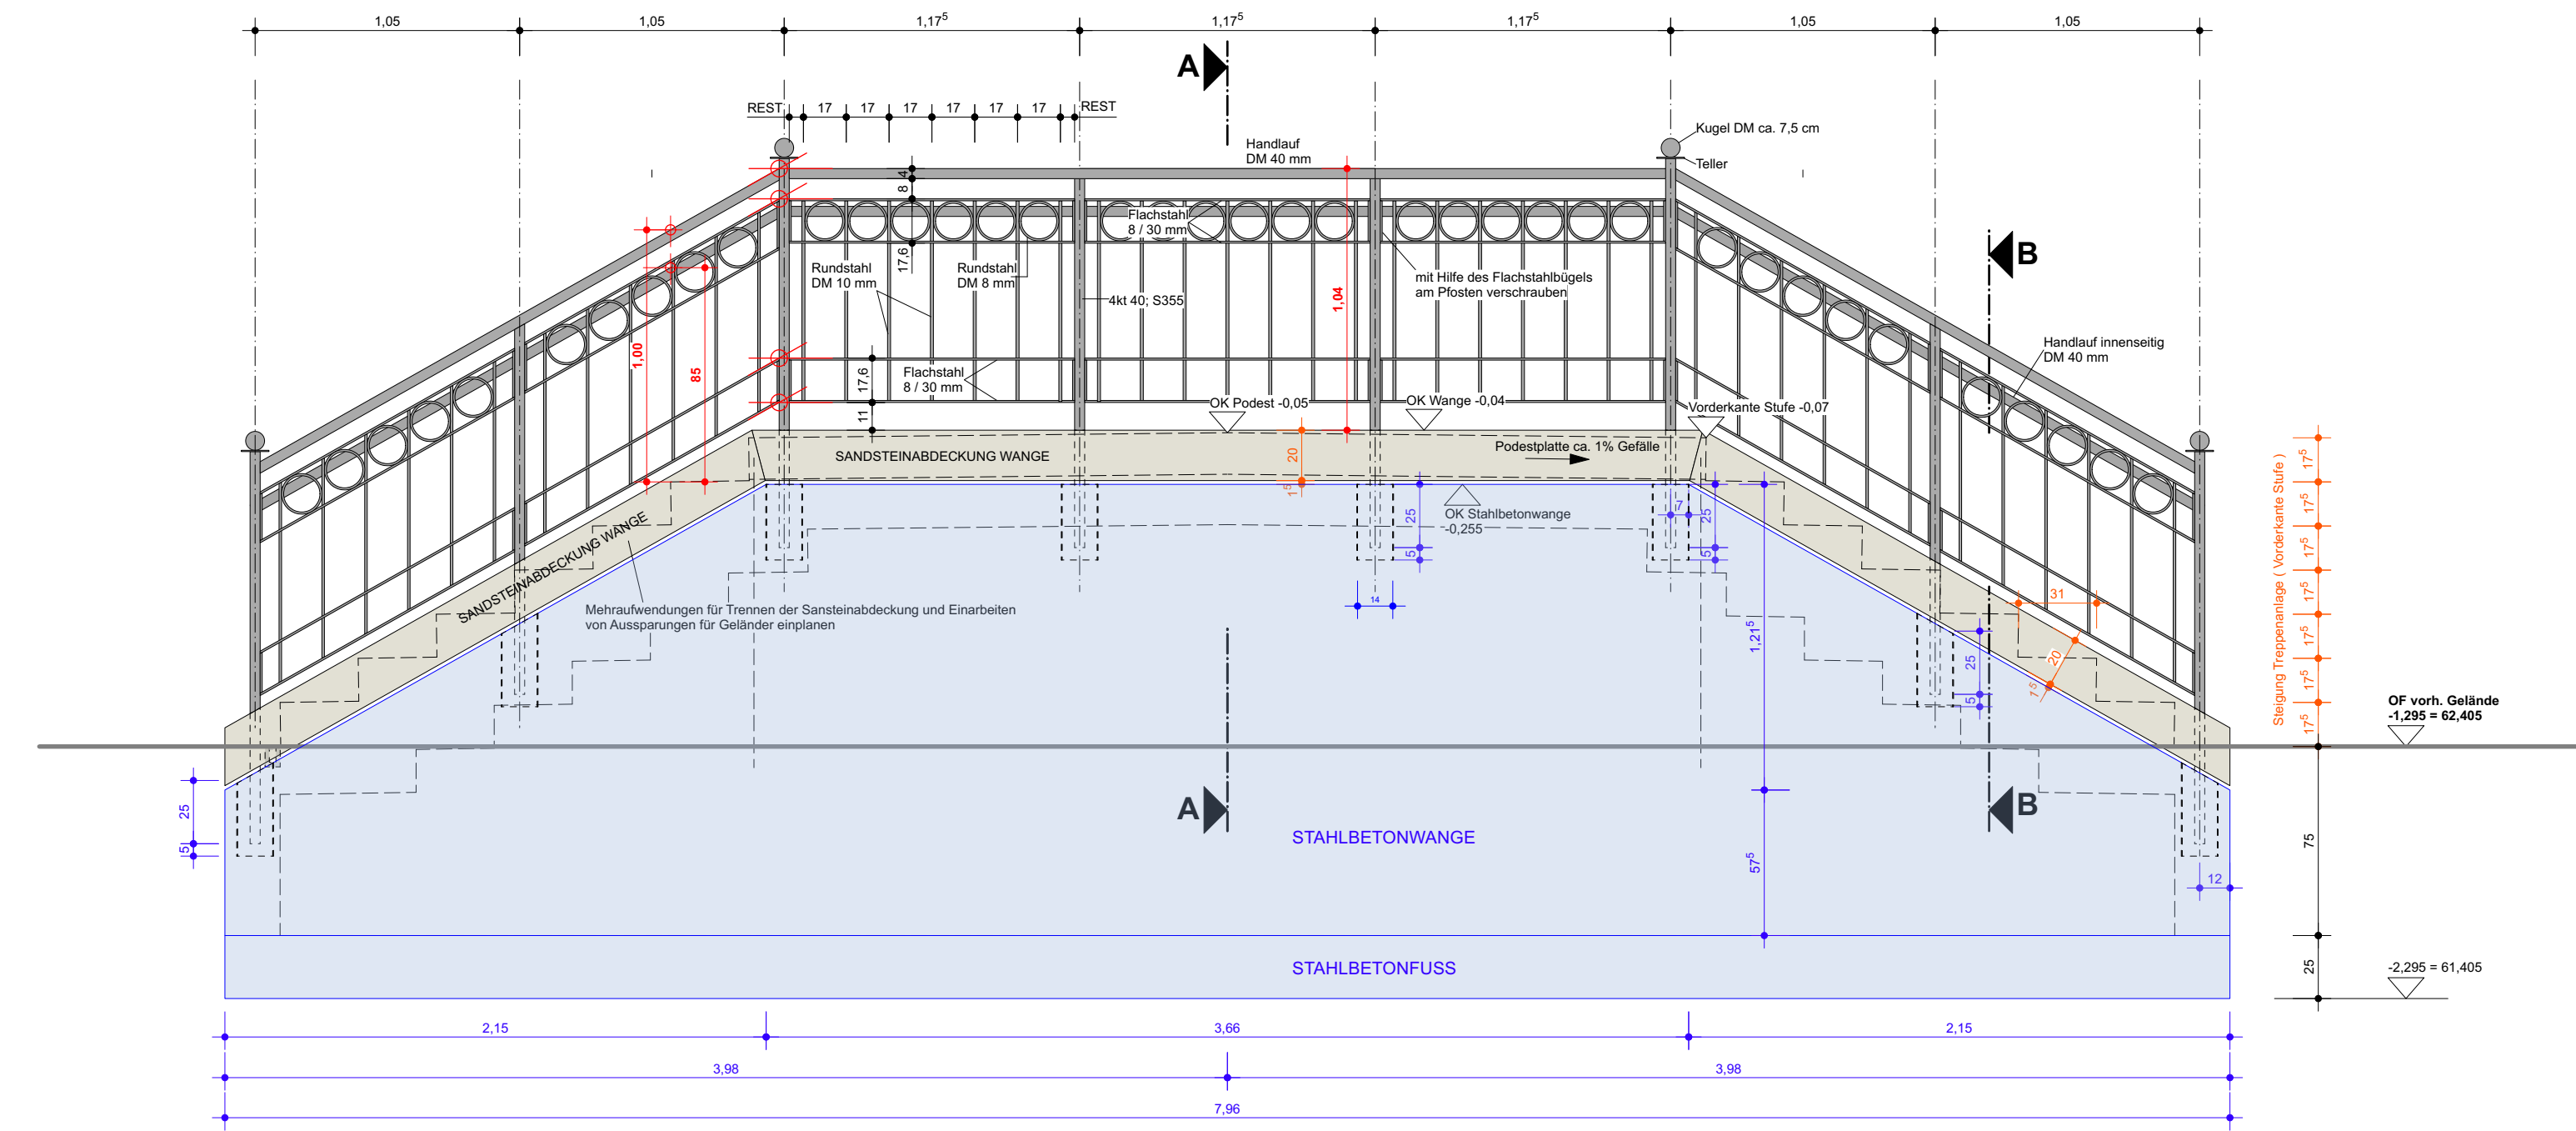 1,05
1,05
1,17⁵
1,17⁵
1,17⁵
1,05
1,05
A
REST
17
17
17
17
17
17
REST
Kugel DM ca. 7,5 cm
Teller
Handlauf
DM 40 mm
4
8
17,6
Flachstahl
8 / 30 mm
B
Rundstahl
DM 10 mm
Rundstahl
DM 8 mm
mit Hilfe des Flachstahlbügels
am Pfosten verschrauben
4kt 40; S355
1,04
1,00
85
Handlauf innenseitig
DM 40 mm
17,6
11
Flachstahl
8 / 30 mm
OK Podest -0,05
OK Wange -0,04
Vorderkante Stufe -0,07
SANDSTEINABDECKUNG WANGE
20
1⁵
Podestplatte ca. 1% Gefälle
SANDSTEINABDECKUNG WANGE
25
5
14
OK Stahlbetonwange
-0,255
7
25
5
Mehraufwendungen für Trennen der Sansteinabdeckung und Einarbeiten
von Aussparungen für Geländer einplanen
1,21⁵
57⁵
31
20
1⁵
25
5
Steigung Treppenanlage ( Vorderkante Stufe )
17⁵
17⁵
17⁵
17⁵
17⁵
17⁵
17⁵
OF vorh. Gelände
-1,295 = 62,405
25
5
A
B
STAHLBETONWANGE
75
12
STAHLBETONFUSS
25
-2,295 = 61,405
2,15
3,66
2,15
3,98
3,98
7,96